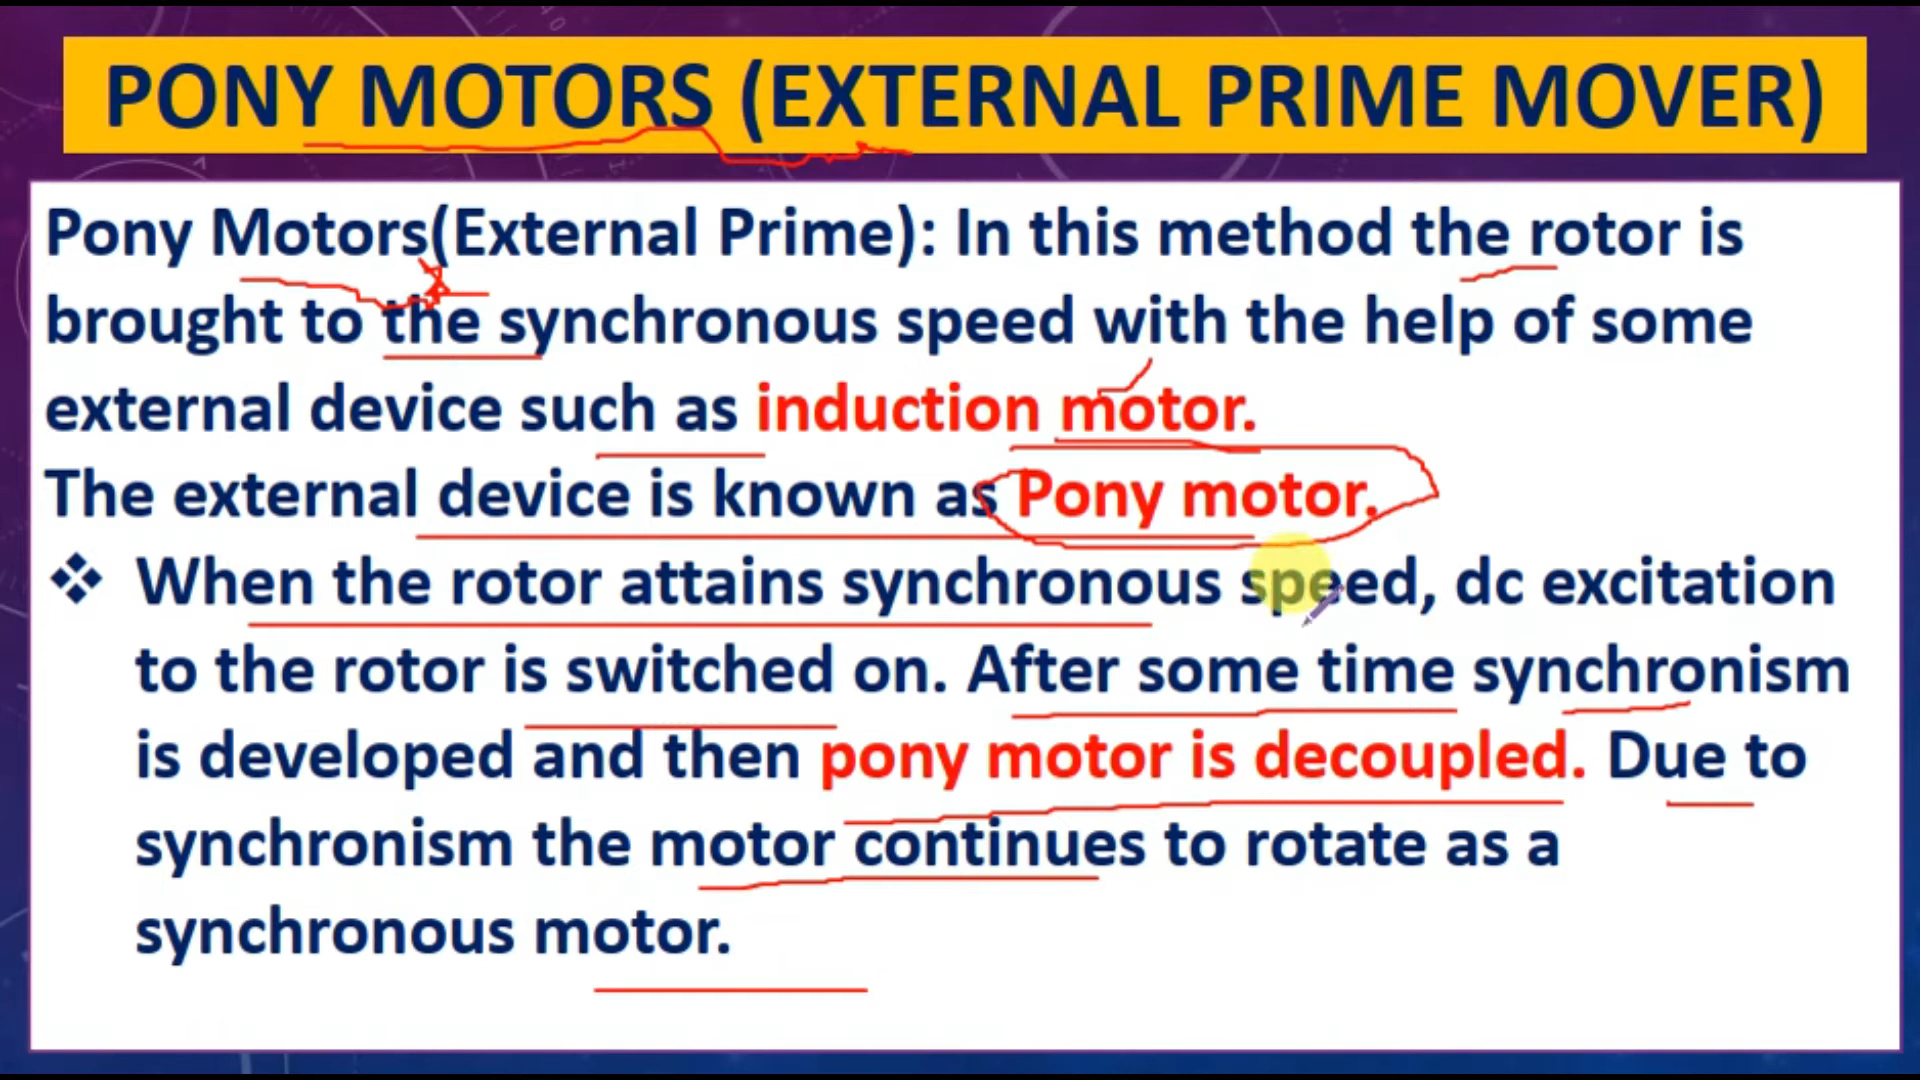 PONY MOTORS (EXTERNAL PRIME MOVER)
Pony Motors(External Prime): In this method the rotor is
brought to the synchronous speed with the help of some
external device such as induction motor.
The external device is known as Pony motor.
❖ When the rotor attains synchronous speed, dc excitation
to the rotor is switched on. After some time synchronism
is developed and then pony motor is decoupled. Due to
synchronism the motor continues to rotate as a
synchronous motor.